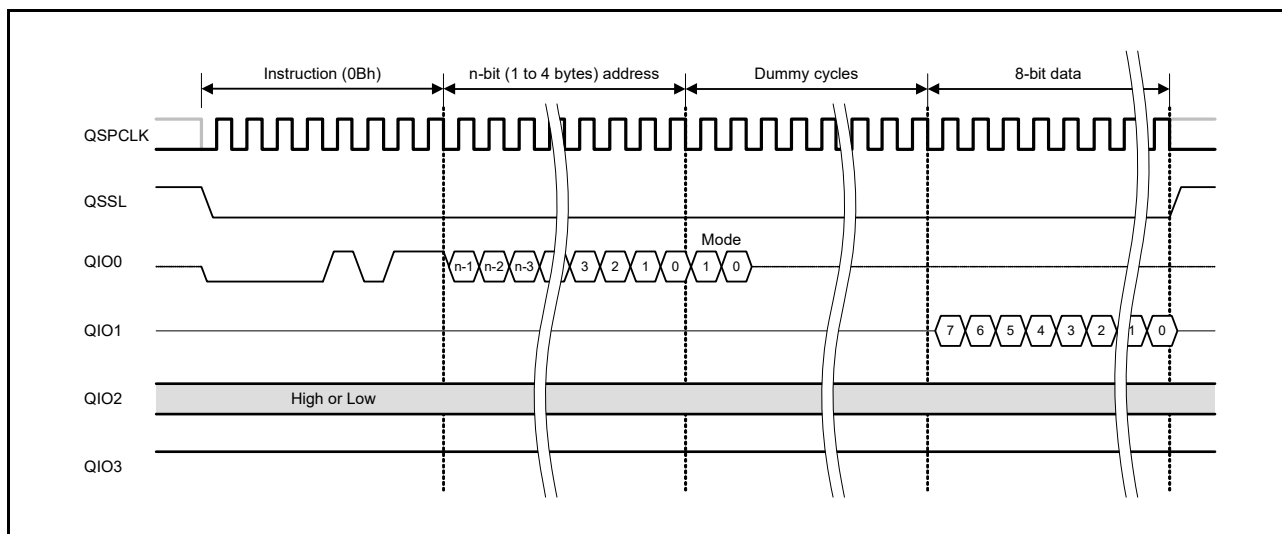 Instruction (0Bh) n-bit (1 to 4 bytes) address Dummy cycles 8-bit data
QSPCLK
QSSL
Mode
QIO0 n-1 n-2 n-3 3 2 1 0 1 0
QIO1 7 6 5 4 3 2 1 0
QIO2 High or Low
QIO3